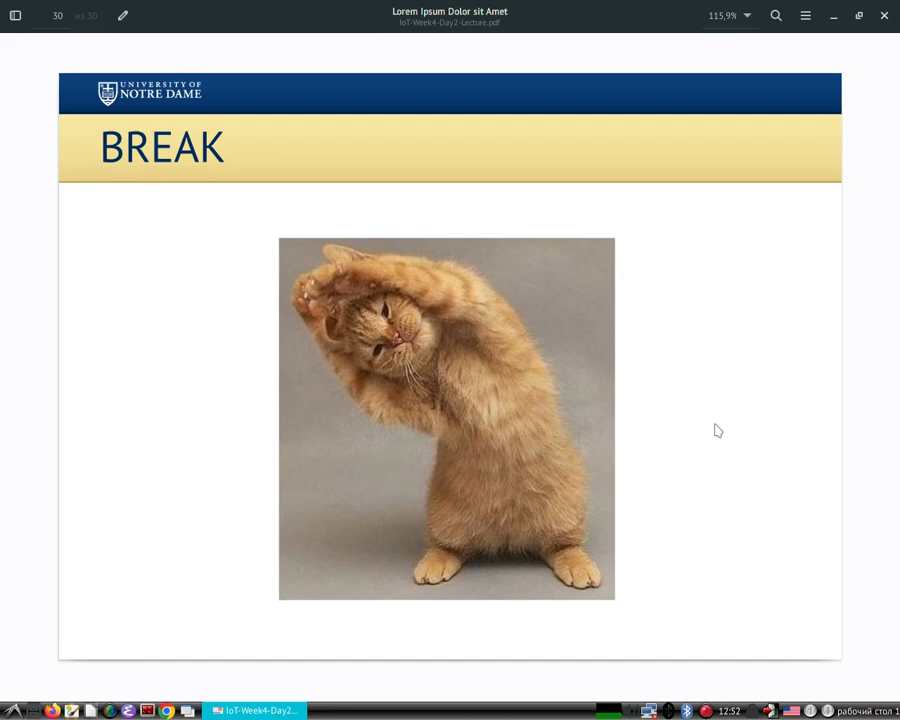 30 из 30
Lorem Ipsum Dolor sit Amet
IoT-Week4-Day2-Lecture.pdf
115,9%
UNIVERSITY OF
NOTRE DAME
BREAK
IoT-Week4-Day2...
12:52
рабочий стол 1